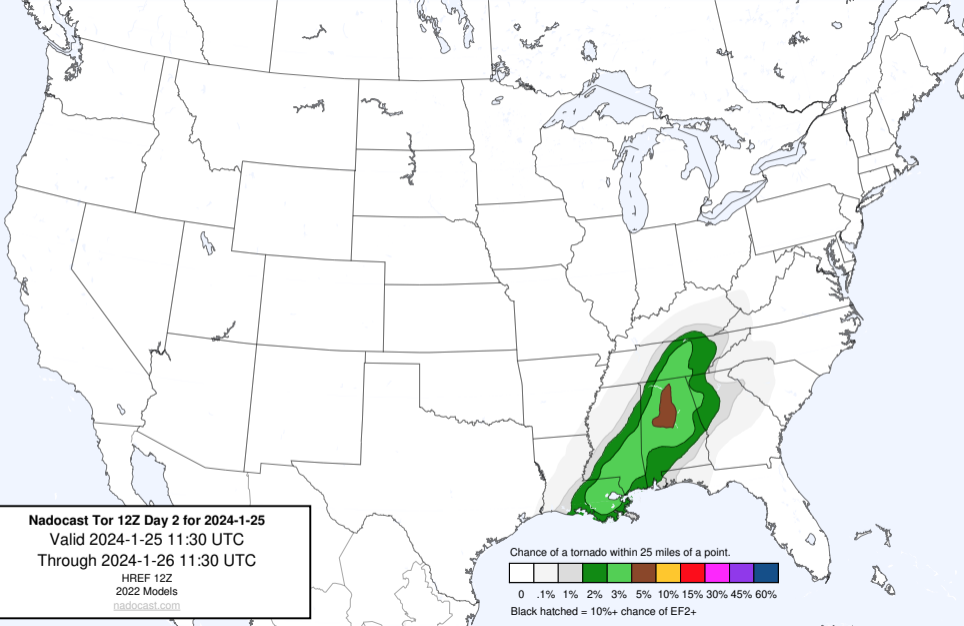 Nadocast Tor 12Z Day 2 for 2024-1-25
Valid 2024-1-25 11:30 UTC
Through 2024-1-26 11:30 UTC
HREF 12Z
2022 Models
nadocast.com
Chance of a tornado within 25 miles of a point.
0 .1% 1% 2% 3% 5% 10% 15% 30% 45% 60%
Black hatched = 10%+ chance of EF2+